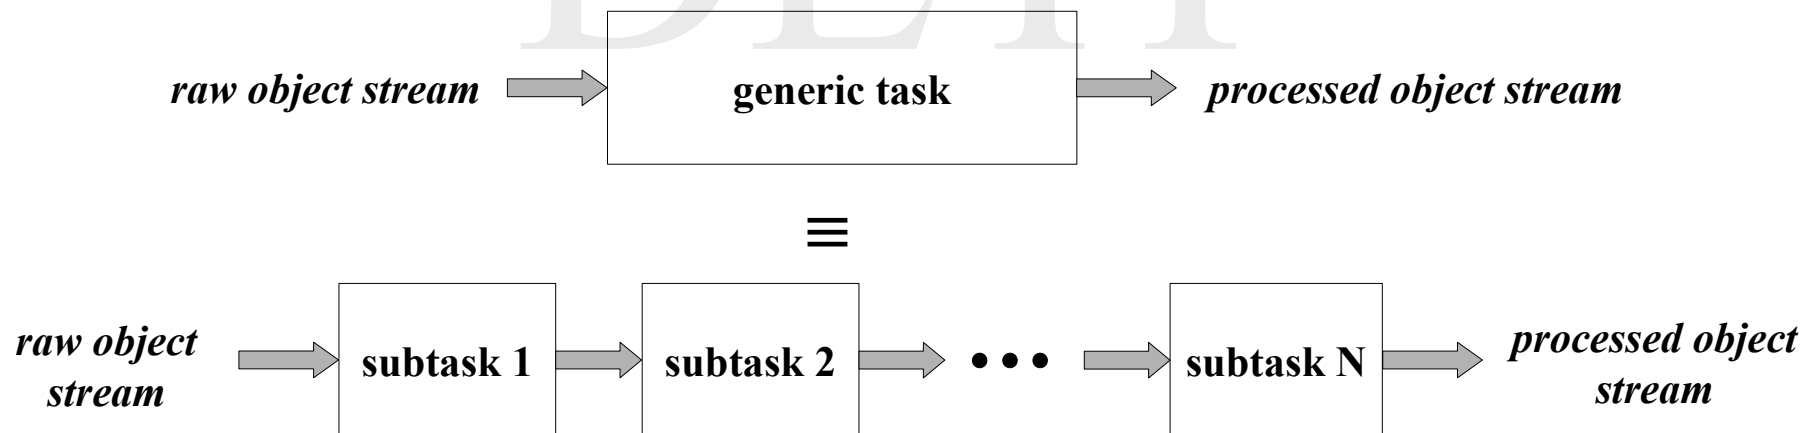 raw object stream
generic task
processed object stream
≡
raw object
stream
subtask 1
subtask 2
•••
subtask N
processed object
stream